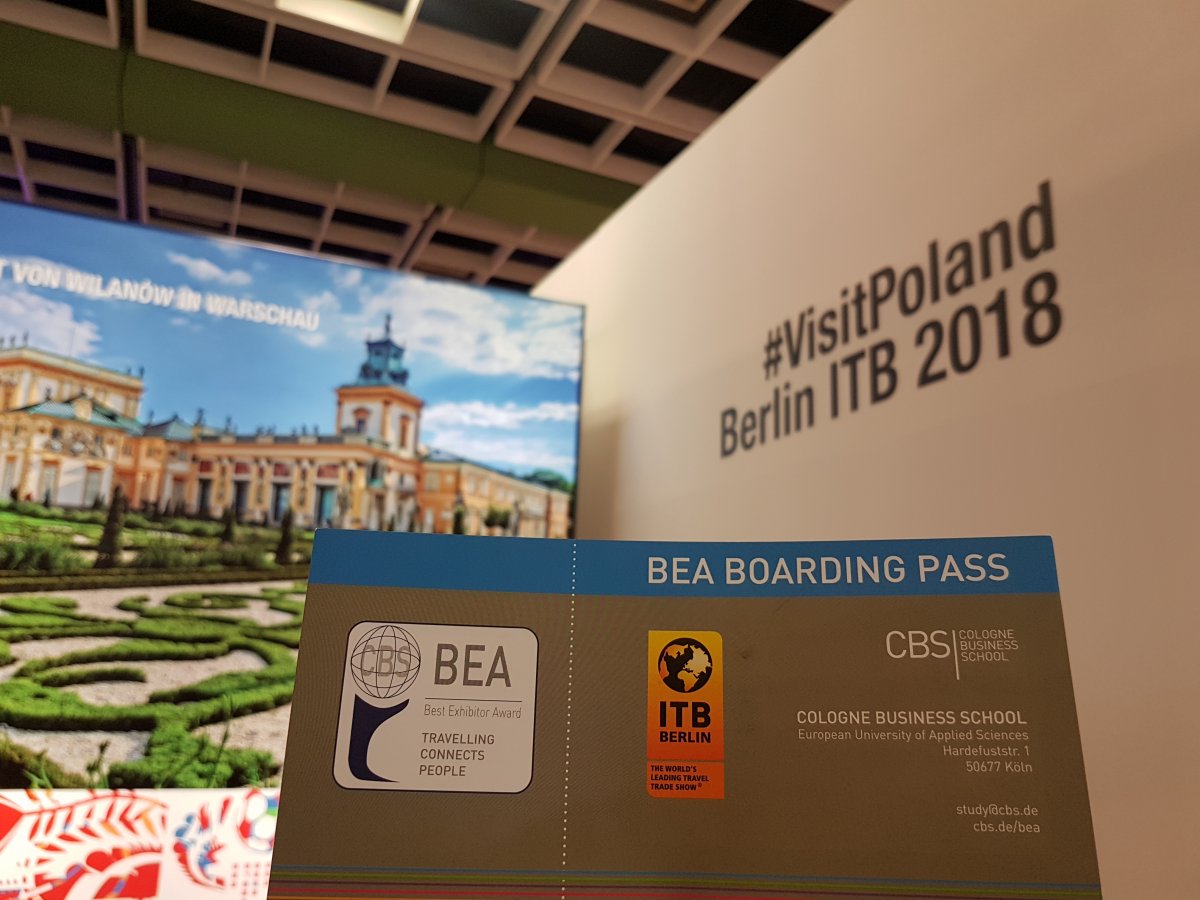 T VON WILANÓW IN WARSCHAU
#VisitPoland
Berlin ITB 2018
BEA BOARDING PASS
CBS
BEA
Best Exhibitor Award
TRAVELLING
CONNECTS
PEOPLE
ITB
BERLIN
THE WORLD'S
LEADING TRAVEL
TRADE SHOW®
CBS
COLOGNE
BUSINESS
SCHOOL
COLOGNE BUSINESS SCHOOL
European University of Applied Sciences
Hardefuststr. 1
50677 Köln
study@cbs.de
cbs.de/bea